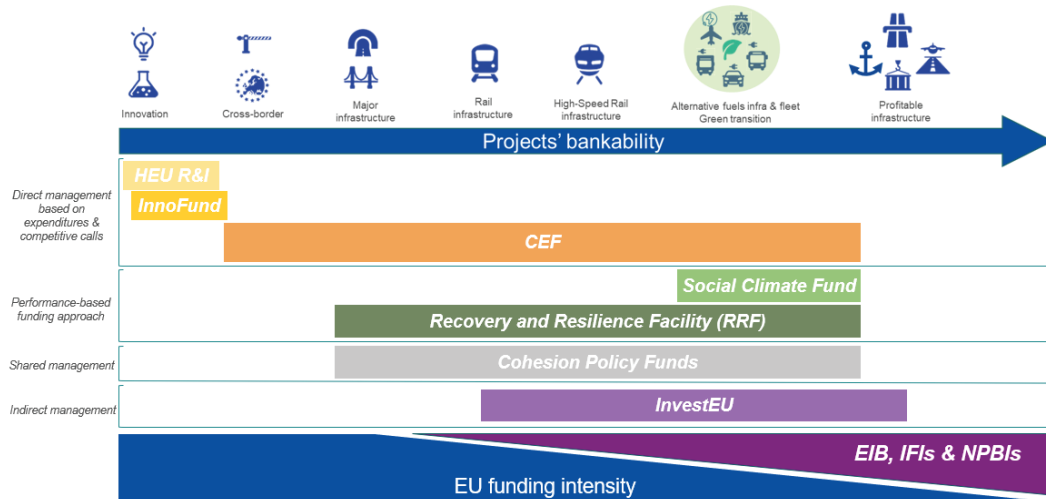 Innovation
Cross-border
Major
infrastructure
Rail
infrastructure
High-Speed Rail
infrastructure
Alternative fuels infra & fleet
Green transition
Profitable
infrastructure
Projects' bankability
Direct management
based on
expenditures &
competitive calls
HEU R&I
InnoFund
CEF
Performance-based
funding approach
Social Climate Fund
Recovery and Resilience Facility (RRF)
Shared management
Cohesion Policy Funds
Indirect management
InvestEU
EIB, IFIs & NPBIs
EU funding intensity